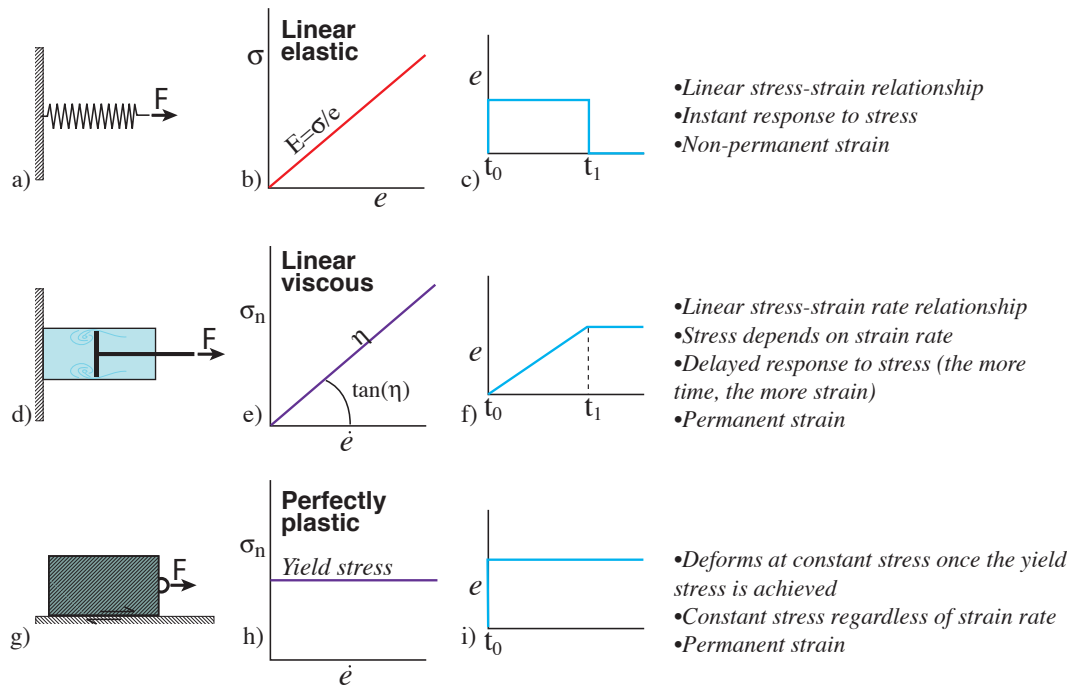 F
a)
Linear
elastic
σ
E=σ/e
b)
e
e
t₀
t₁
c)
•Linear stress-strain relationship
•Instant response to stress
•Non-permanent strain
F
d)
Linear
viscous
σₙ
η
tan(η)
e)
ė
e
t₀
t₁
f)
•Linear stress-strain rate relationship
•Stress depends on strain rate
•Delayed response to stress (the more
time, the more strain)
•Permanent strain
F
g)
Perfectly
plastic
σₙ
Yield stress
h)
ė
e
t₀
i)
•Deforms at constant stress once the yield
stress is achieved
•Constant stress regardless of strain rate
•Permanent strain